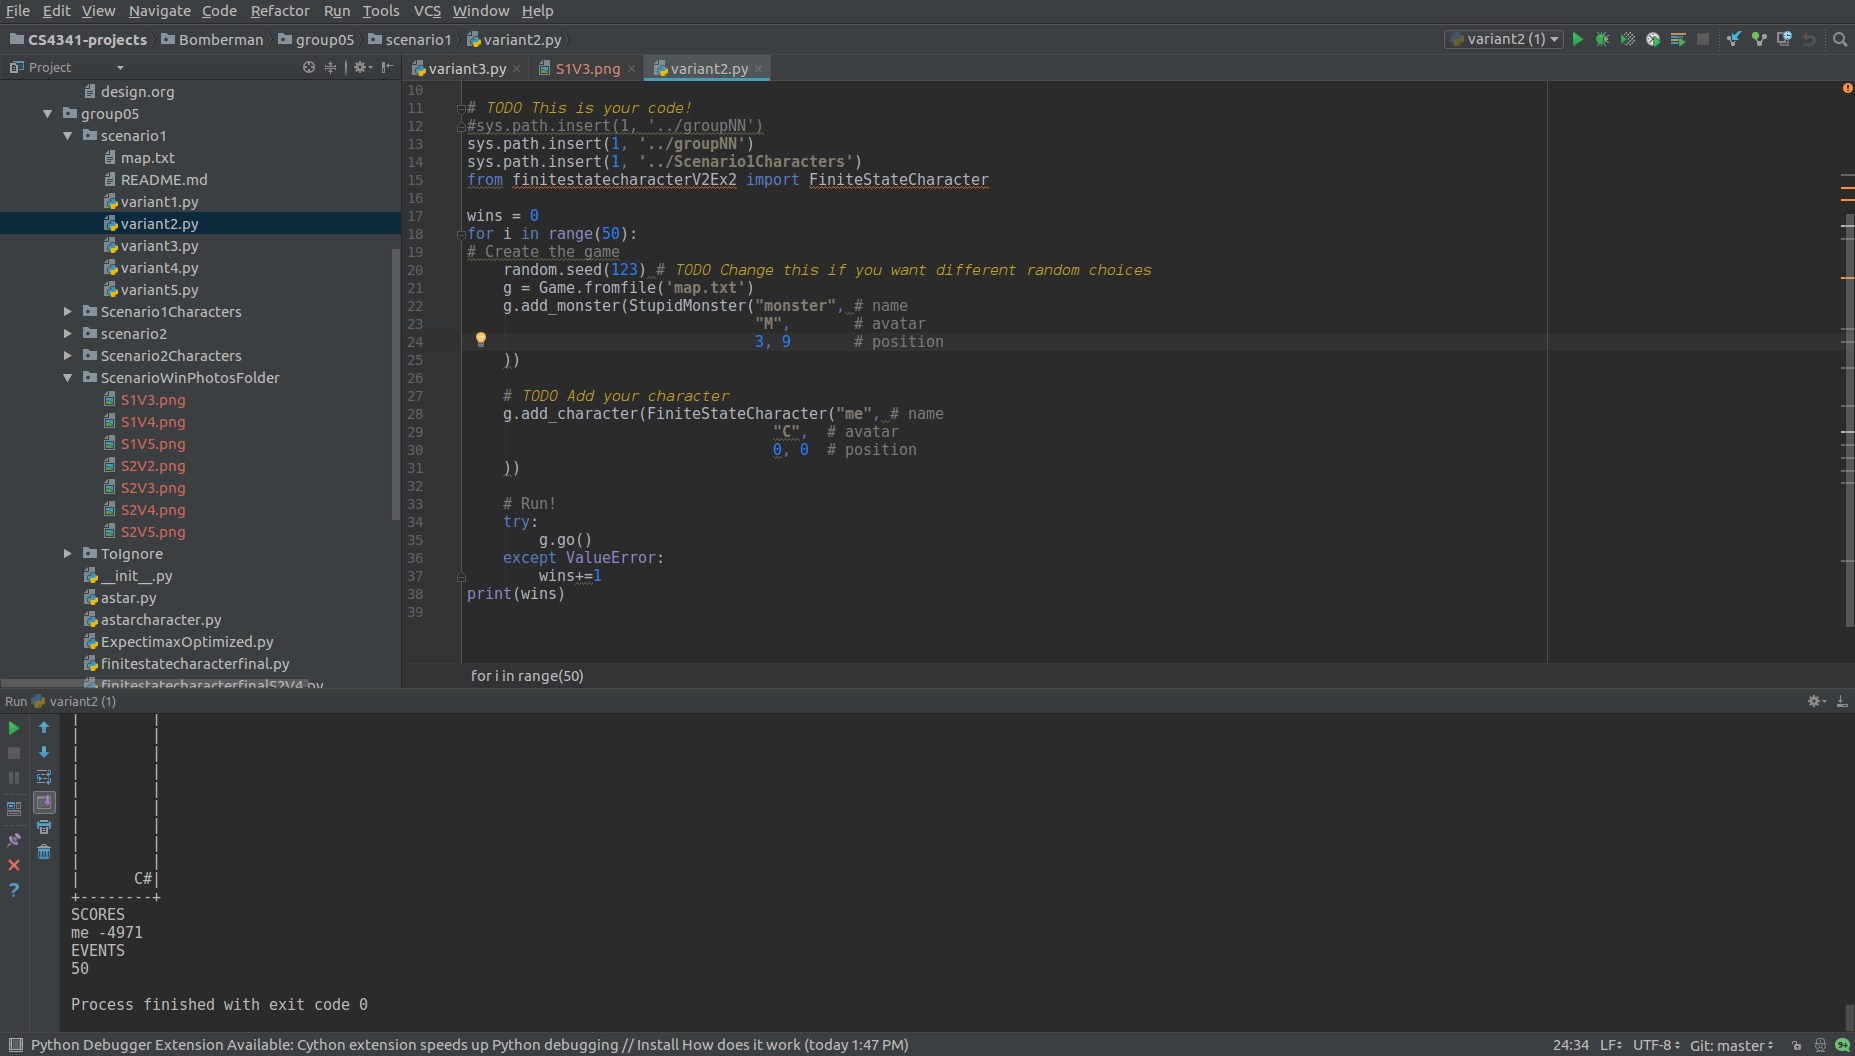 File Edit View Navigate Code Refactor Run Tools VCS Window Help
CS4341-projects Bomberman group05 scenario1 variant2.py variant2 (1)
Project variant3.py S1V3.png variant2.py
design.org
group05
scenario1
map.txt
README.md
variant1.py
variant2.py
variant3.py
variant4.py
variant5.py
Scenario1Characters
scenario2
Scenario2Characters
ScenarioWinPhotosFolder
S1V3.png
S1V4.png
S1V5.png
S2V2.png
S2V3.png
S2V4.png
S2V5.png
ToIgnore
__init__.py
astar.py
astarcharacter.py
ExpectimaxOptimized.py
finitestatecharacterfinal.py
finitestatecharacterfinalS2V4.py
10
11 # TODO This is your code!
12 #sys.path.insert(1, '../groupNN')
13 sys.path.insert(1, '../groupNN')
14 sys.path.insert(1, '../Scenario1Characters')
15 from finitestatecharacterV2Ex2 import FiniteStateCharacter
16
17 wins = 0
18 for i in range(50):
19 # Create the game
20 random.seed(123) # TODO Change this if you want different random choices
21 g = Game.fromfile('map.txt')
22 g.add_monster(StupidMonster("monster", # name
23 "M", # avatar
24 3, 9 # position
25 ))
26
27 # TODO Add your character
28 g.add_character(FiniteStateCharacter("me", # name
29 "C", # avatar
30 0, 0 # position
31 ))
32
33 # Run!
34 try:
35 g.go()
36 except ValueError:
37 wins+=1
38 print(wins)
39
for i in range(50)
Run variant2 (1)
| |
| |
| |
| |
| |
| |
| |
| |
| |
| C#|
+--------+
SCORES
me -4971
EVENTS
50
Process finished with exit code 0
Python Debugger Extension Available: Cython extension speeds up Python debugging // Install How does it work (today 1:47 PM) 24:34 LF UTF-8 Git: master 9+